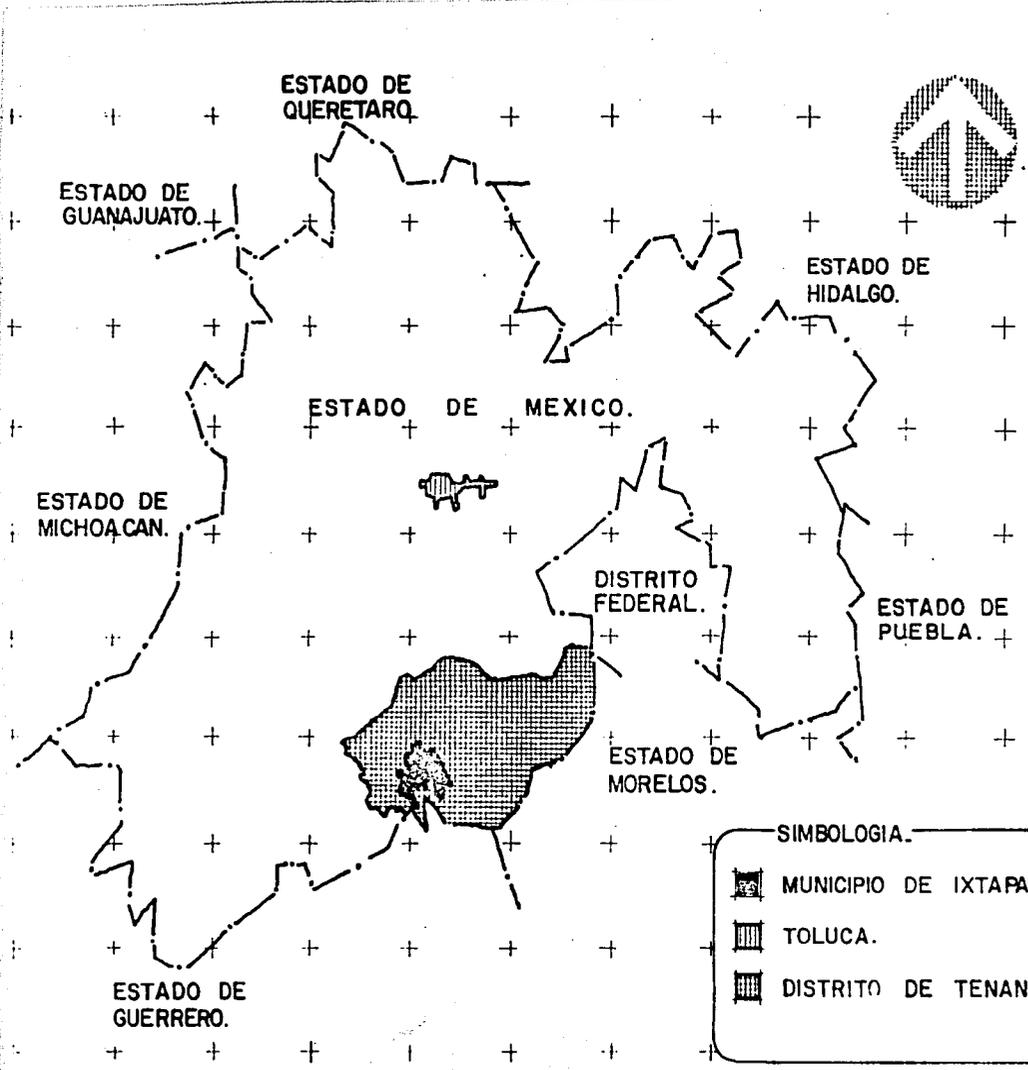 ESTADO DE
QUERETARO
ESTADO DE
GUANAJUATO.
ESTADO DE
HIDALGO.
ESTADO DE MEXICO.
ESTADO DE
MICHOACAN.
DISTRITO
FEDERAL.
ESTADO DE
PUEBLA.
ESTADO DE
MORELOS.
SIMBOLOGIA.
MUNICIPIO DE IXTAPA
TOLUCA.
DISTRITO DE TENAN
ESTADO DE
GUERRERO.